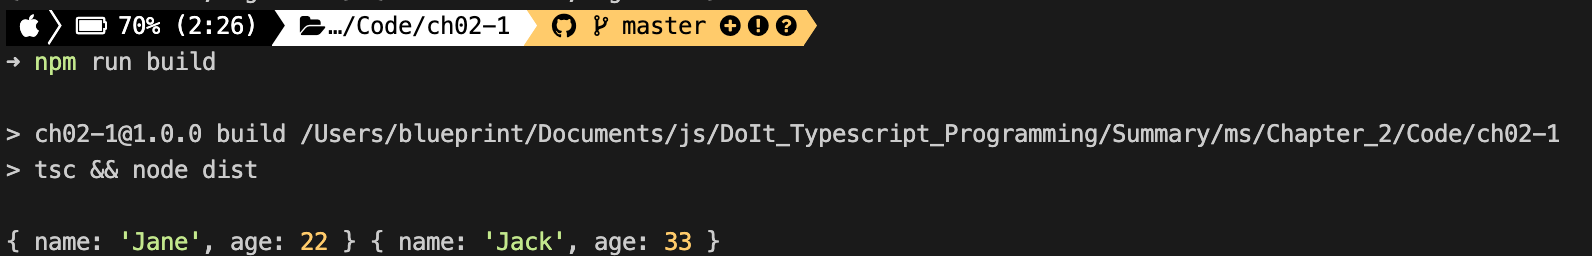 70% (2:26) …/Code/ch02-1 master
→ npm run build
> ch02-1@1.0.0 build /Users/blueprint/Documents/js/DoIt_Typescript_Programming/Summary/ms/Chapter_2/Code/ch02-1
> tsc && node dist
{ name: 'Jane', age: 22 } { name: 'Jack', age: 33 }